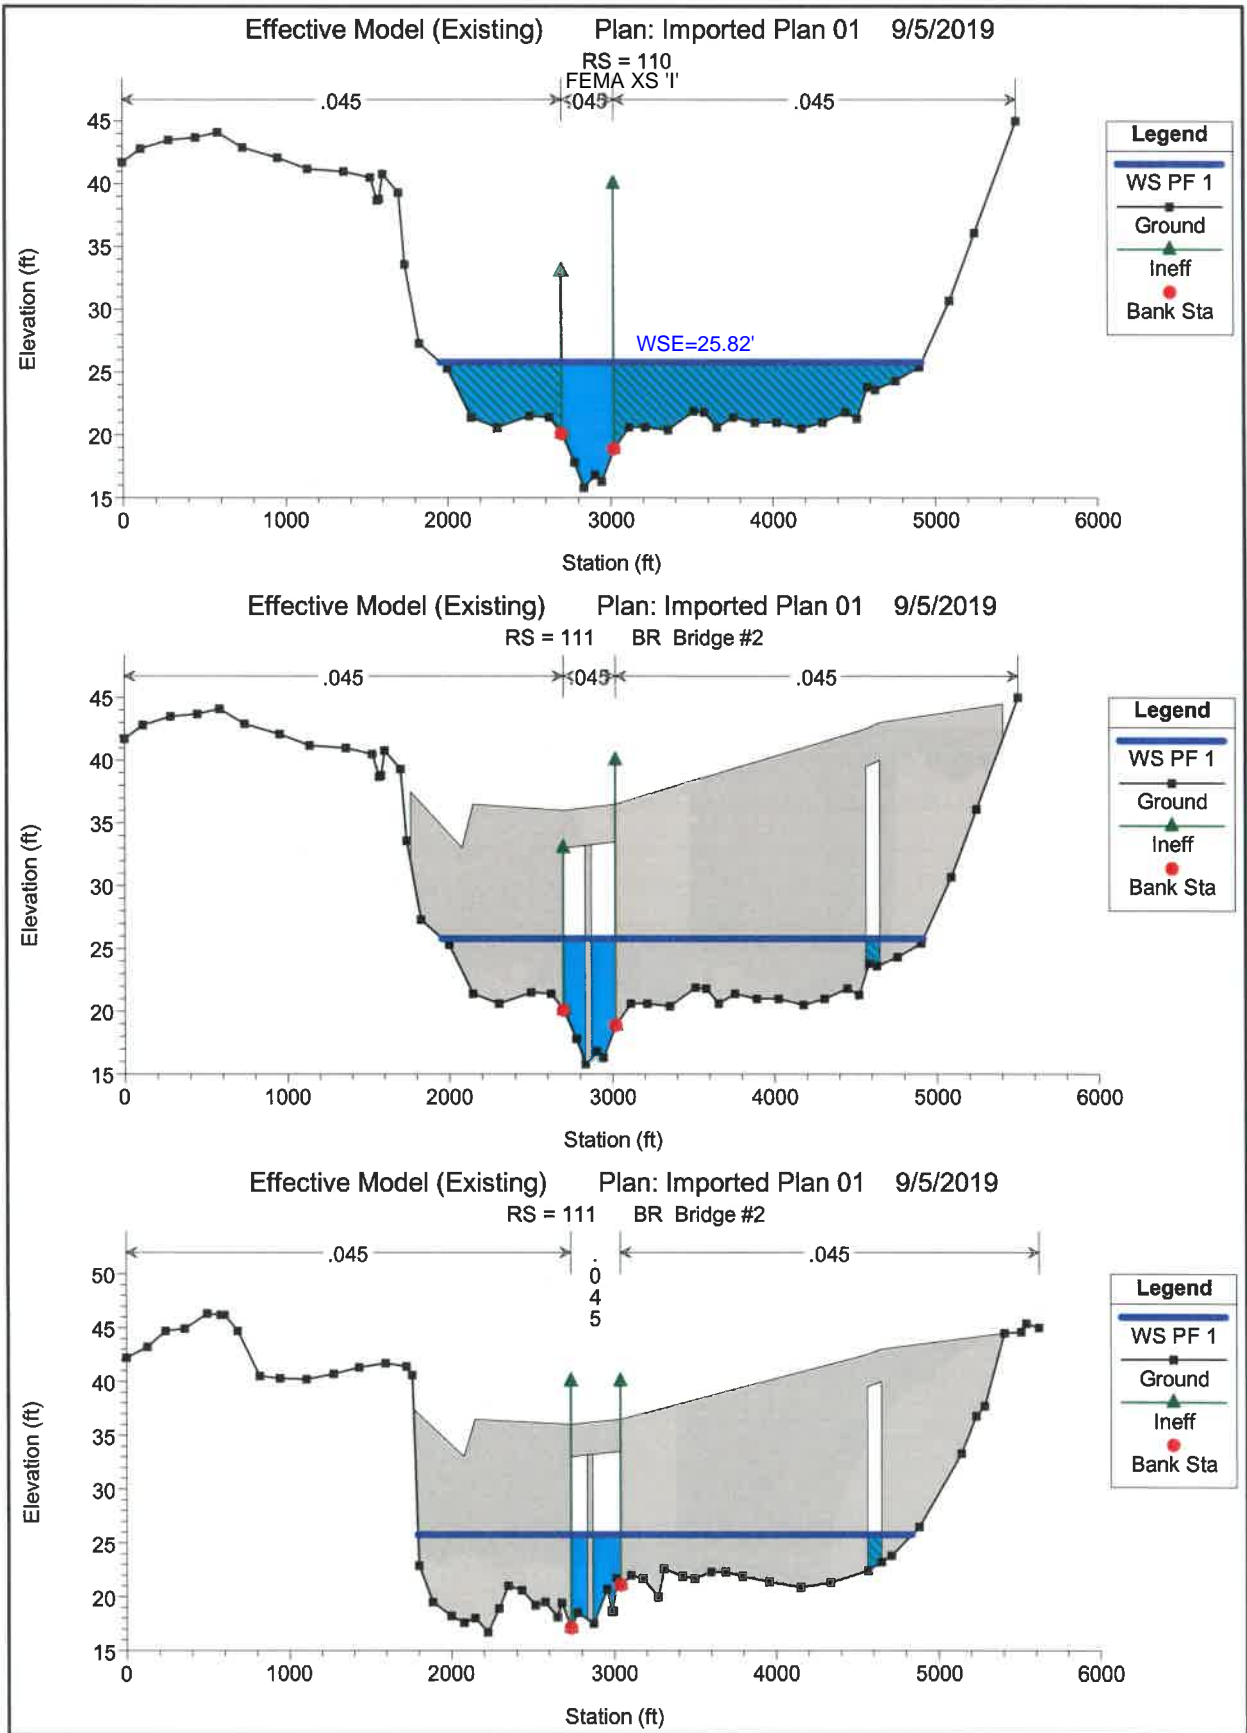 Effective Model (Existing) Plan: Imported Plan 01 9/5/2019
RS = 110
FEMA XS 'I'
.045 .045 .045
45
40
35
30
25
20
15
Elevation (ft)
WSE=25.82'
0 1000 2000 3000 4000 5000 6000
Station (ft)
Legend
WS PF 1
Ground
Ineff
Bank Sta
Effective Model (Existing) Plan: Imported Plan 01 9/5/2019
RS = 111 BR Bridge #2
.045 .045 .045
45
40
35
30
25
20
15
Elevation (ft)
0 1000 2000 3000 4000 5000 6000
Station (ft)
Legend
WS PF 1
Ground
Ineff
Bank Sta
Effective Model (Existing) Plan: Imported Plan 01 9/5/2019
RS = 111 BR Bridge #2
.045 .045
.
0
4
5
50
45
40
35
30
25
20
15
Elevation (ft)
0 1000 2000 3000 4000 5000 6000
Station (ft)
Legend
WS PF 1
Ground
Ineff
Bank Sta